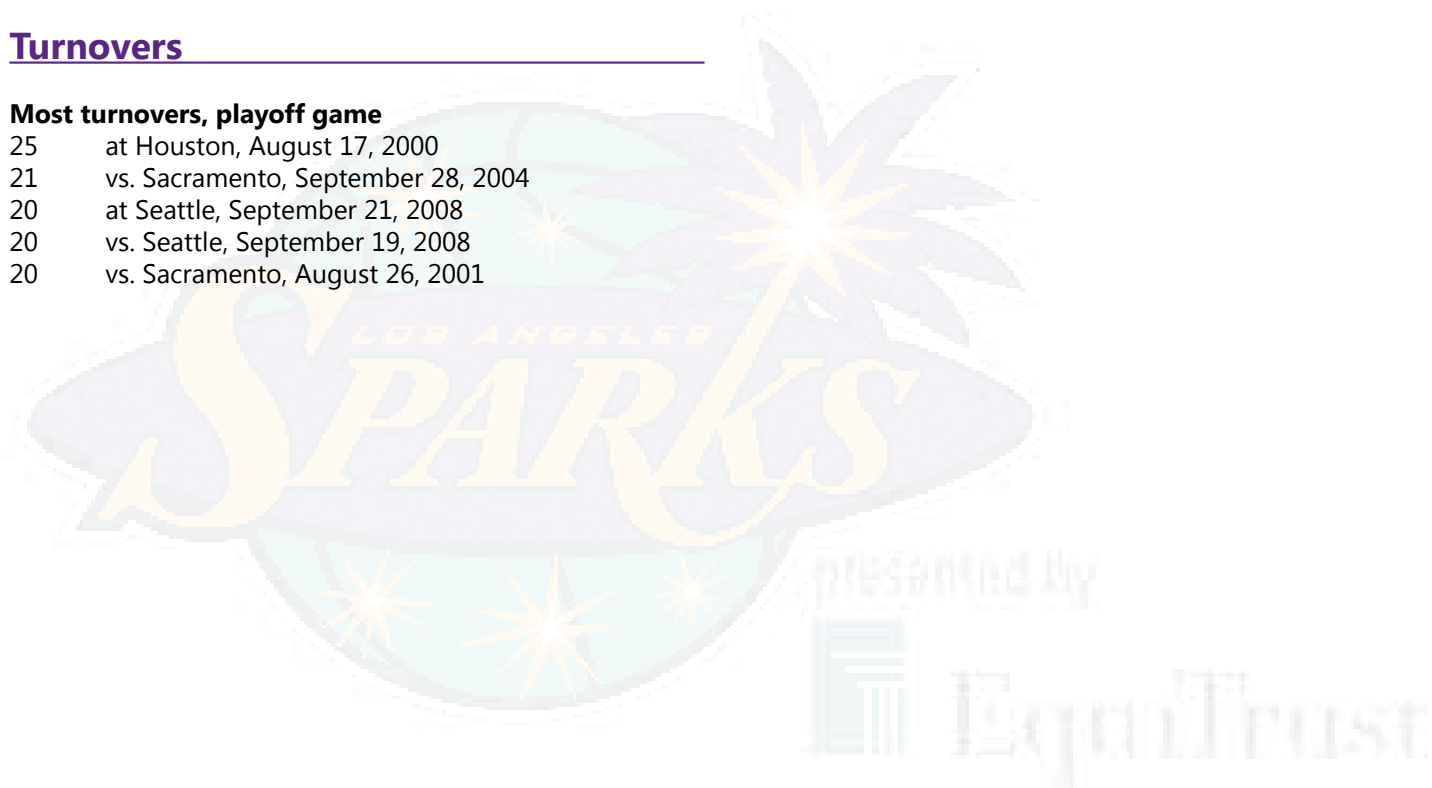 Turnovers
Most turnovers, playoff game
25 at Houston, August 17, 2000
21 vs. Sacramento, September 28, 2004
20 at Seattle, September 21, 2008
20 vs. Seattle, September 19, 2008
20 vs. Sacramento, August 26, 2001
LOS ANGELES
SPARKS
presented by
EquiTrust